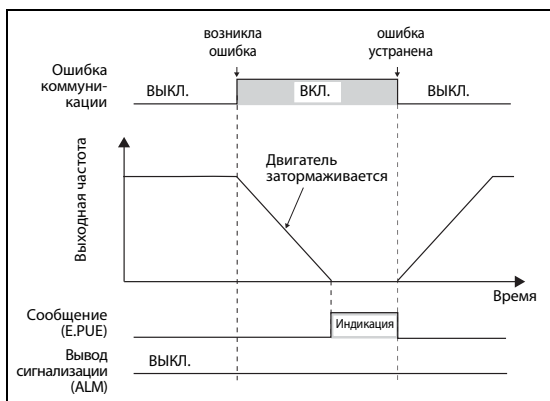 возникла
ошибка
ошибка
устранена
Ошибка
коммуни-
кации
ВЫКЛ.
ВКЛ.
ВЫКЛ.
Выходная частота
Двигатель
затормаживается
Время
Сообщение
(E.PUE)
Индикация
Вывод
сигнализации
(ALM)
ВЫКЛ.